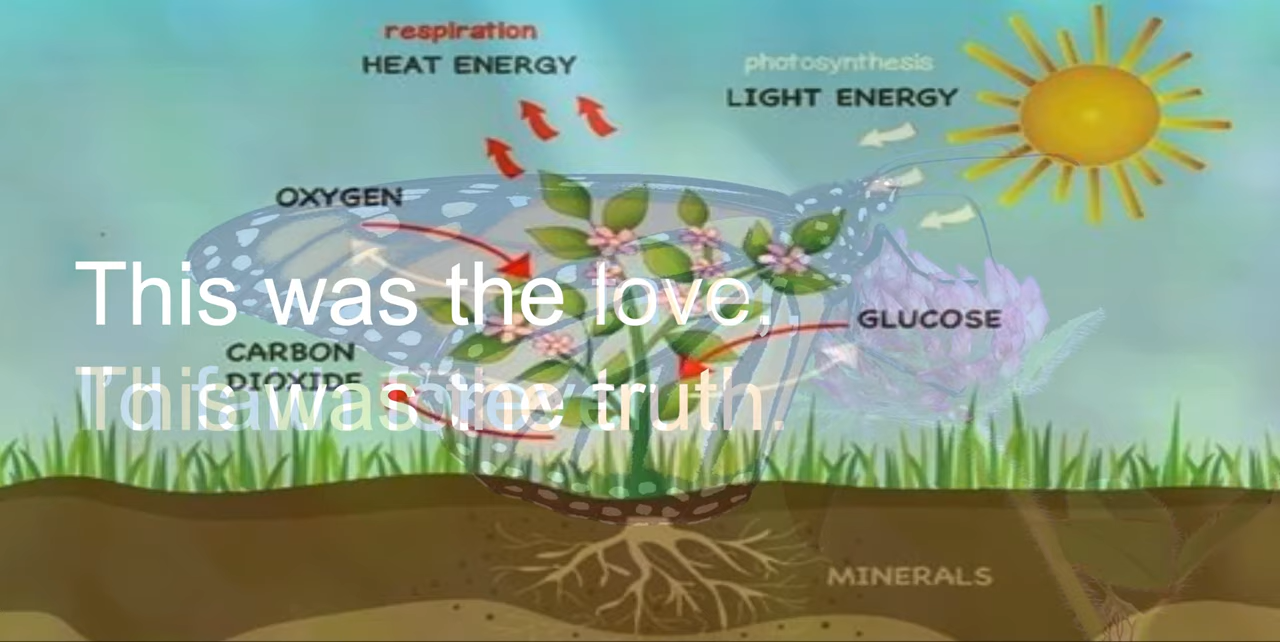 respiration
HEAT ENERGY
photosynthesis
LIGHT ENERGY
OXYGEN
This was the love,
GLUCOSE
CARBON
DIOXIDE
This was the truth.
MINERALS